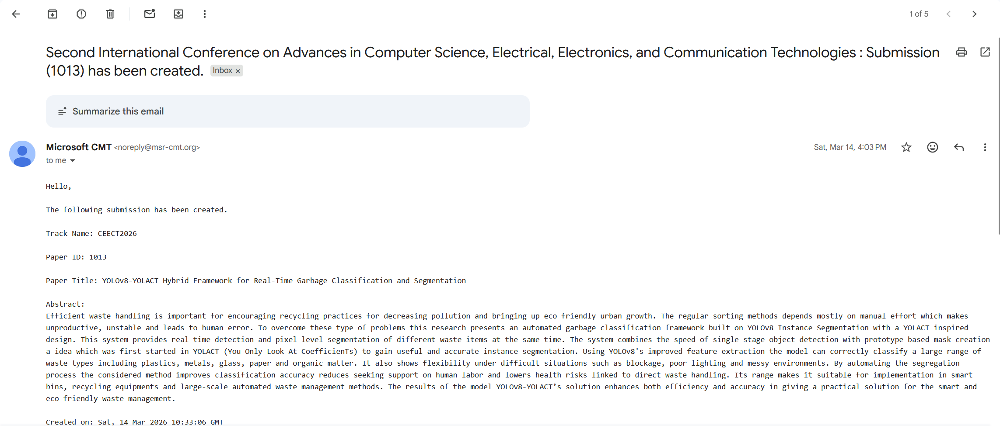 1 of 5
Second International Conference on Advances in Computer Science, Electrical, Electronics, and Communication Technologies : Submission
(1013) has been created. Inbox ×
Summarize this email
Microsoft CMT <noreply@msr-cmt.org>
Sat, Mar 14, 4:03 PM
to me
Hello,
The following submission has been created.
Track Name: CEECT2026
Paper ID: 1013
Paper Title: YOLOv8–YOLACT Hybrid Framework for Real-Time Garbage Classification and Segmentation
Abstract:
Efficient waste handling is important for encouraging recycling practices for decreasing pollution and bringing up eco friendly urban growth. The regular sorting methods depends mostly on manual effort which makes
unproductive, unstable and leads to human error. To overcome these type of problems this research presents an automated garbage classification framework built on YOLOv8 Instance Segmentation with a YOLACT inspired
design. This system provides real time detection and pixel level segmentation of different waste items at the same time. The system combines the speed of single stage object detection with prototype based mask creation
a idea which was first started in YOLACT (You Only Look At CoefficienTs) to gain useful and accurate instance segmentation. Using YOLOv8's improved feature extraction the model can correctly classify a large range of
waste types including plastics, metals, glass, paper and organic matter. It also shows flexibility under difficult situations such as blockage, poor lighting and messy environments. By automating the segregation
process the considered method improves classification accuracy reduces seeking support on human labor and lowers health risks linked to direct waste handling. Its range makes it suitable for implementation in smart
bins, recycling equipments and large-scale automated waste management methods. The results of the model YOLOv8-YOLACT’s solution enhances both efficiency and accuracy in giving a practical solution for the smart and
eco friendly waste management.
Created on: Sat, 14 Mar 2026 10:33:06 GMT